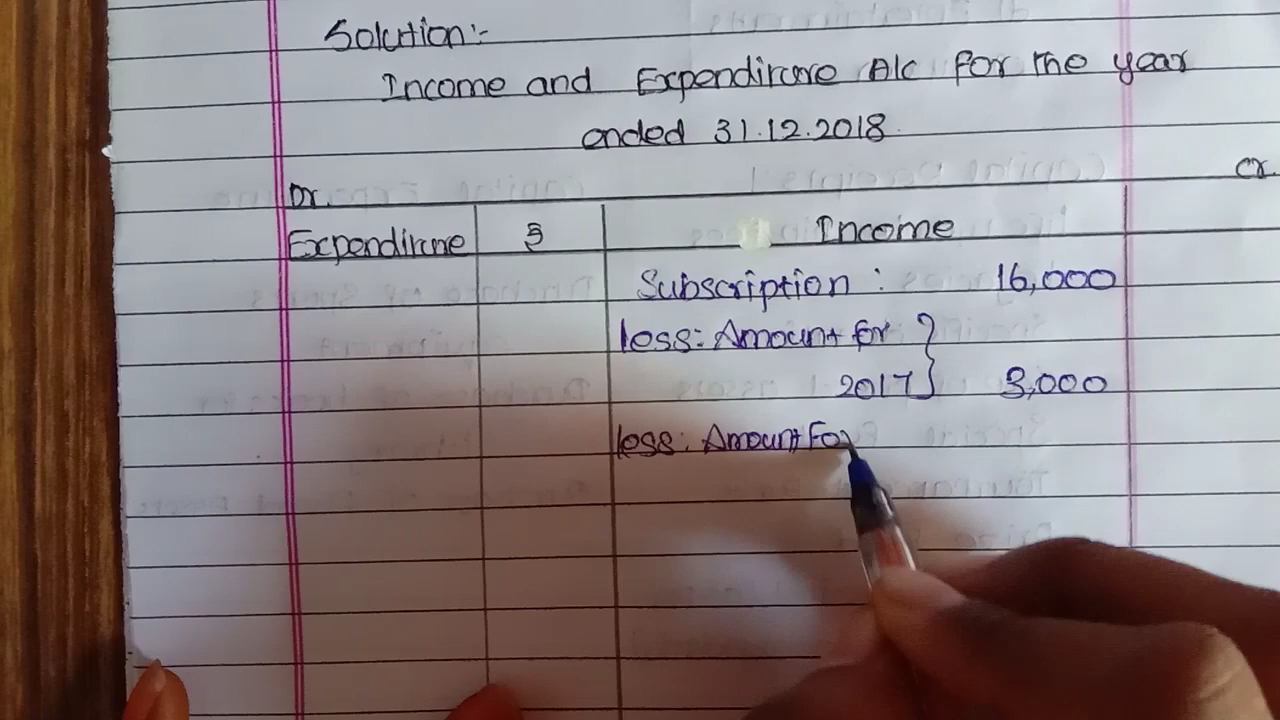 Solution:-
Income and Expenditure A/c for the year
ended 31.12.2018.
Dr. Cr.
Expenditure ₹ Income
Subscription : 16,000
less: Amount for
2017 } 3,000
less: Amount For